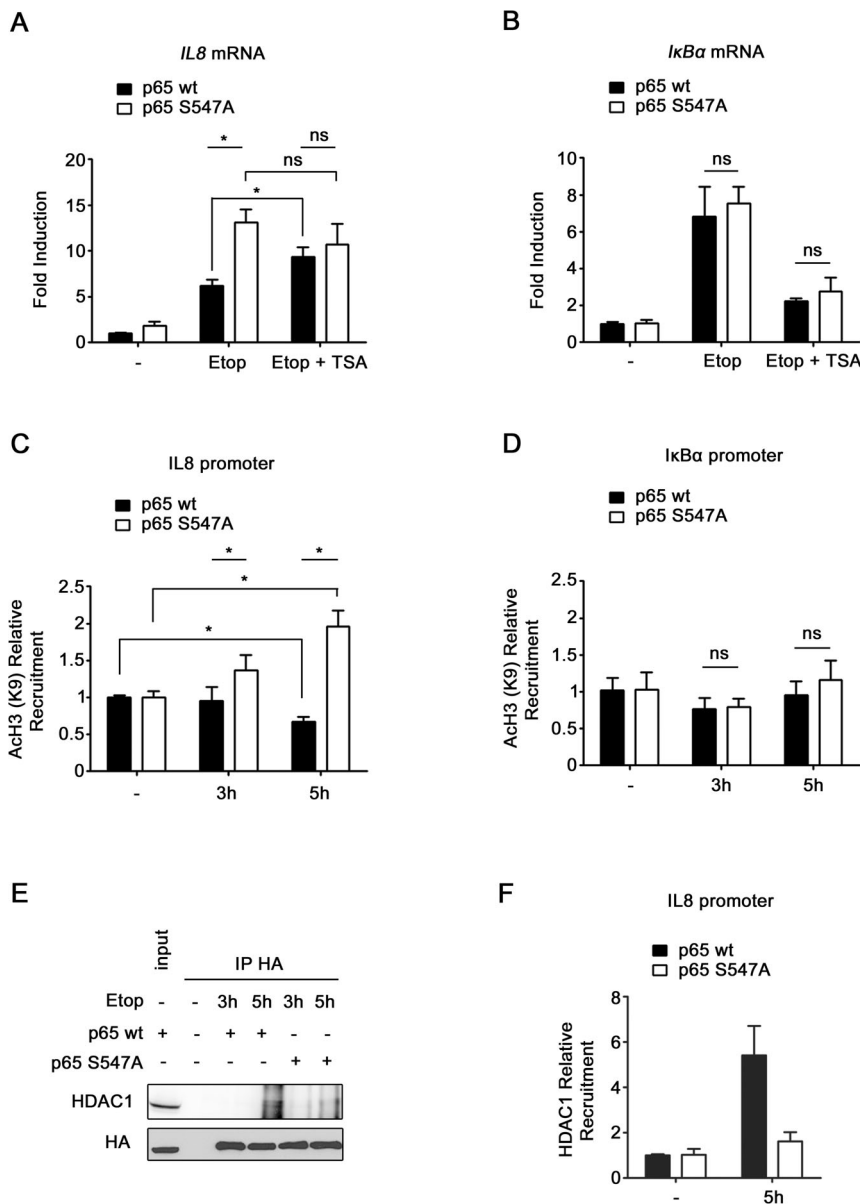 A
IL8 mRNA
p65 wt
p65 S547A
*
ns
ns
*
20
15
10
5
0
Fold Induction
-
Etop
Etop + TSA
B
IκBα mRNA
p65 wt
p65 S547A
ns
ns
10
8
6
4
2
0
Fold Induction
-
Etop
Etop + TSA
C
IL8 promoter
p65 wt
p65 S547A
*
*
*
*
2.5
2
1.5
1
0.5
0
AcH3 (K9) Relative
Recruitment
-
3h
5h
D
IκBα promoter
p65 wt
p65 S547A
ns
ns
2.5
2
1.5
1
0.5
0
AcH3 (K9) Relative
Recruitment
-
3h
5h
E
input
IP HA
Etop - - 3h 5h 3h 5h
p65 wt + - + + - -
p65 S547A - - - - + +
HDAC1
HA
F
IL8 promoter
p65 wt
p65 S547A
8
6
4
2
0
HDAC1 Relative
Recruitment
-
5h